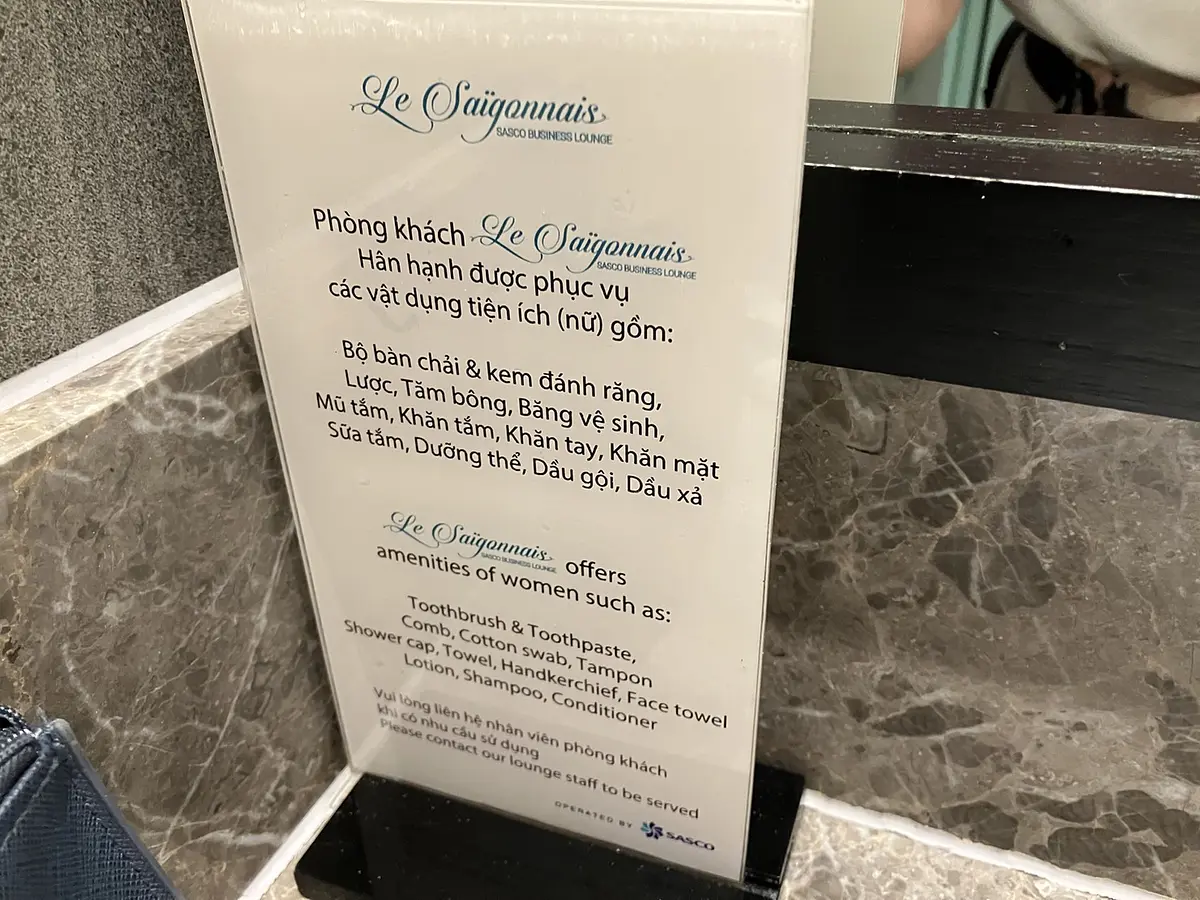 Le Saïgonnais
SASCO BUSINESS LOUNGE
Phòng khách Le Saïgonnais
SASCO BUSINESS LOUNGE
Hân hạnh được phục vụ
các vật dụng tiện ích (nữ) gồm:
Bộ bàn chải & kem đánh răng,
Lược, Tăm bông, Băng vệ sinh,
Mũ tắm, Khăn tắm, Khăn tay, Khăn mặt
Sữa tắm, Dưỡng thể, Dầu gội, Dầu xả
Le Saïgonnais offers
SASCO BUSINESS LOUNGE
amenities of women such as:
Toothbrush & Toothpaste,
Comb, Cotton swab, Tampon
Shower cap, Towel, Handkerchief, Face towel
Lotion, Shampoo, Conditioner
Vui lòng liên hệ nhân viên phòng khách
khi có nhu cầu sử dụng
Please contact our lounge staff to be served
OPERATED BY SASCO